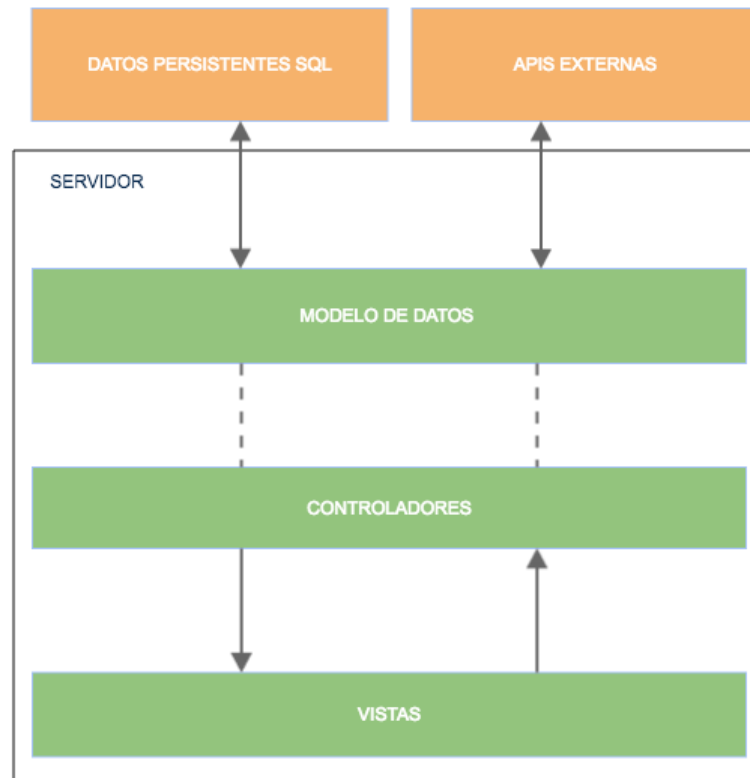 DATOS PERSISTENTES SQL
APIS EXTERNAS
SERVIDOR
MODELO DE DATOS
CONTROLADORES
VISTAS